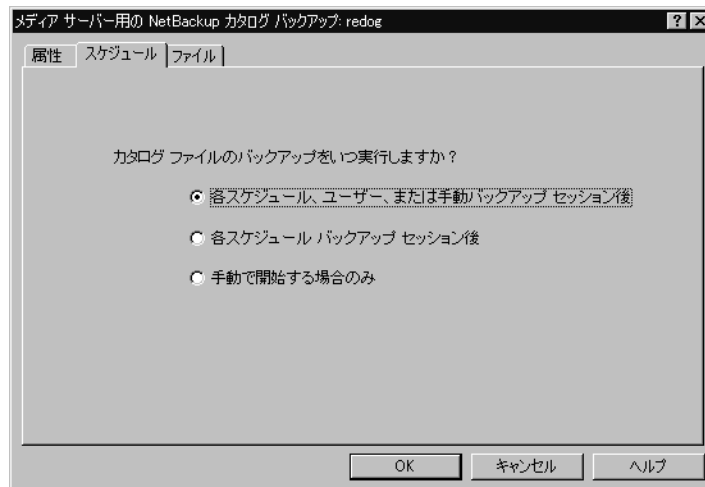 メディア サーバー用の NetBackup カタログ バックアップ: redog
属性 スケジュール ファイル
カタログ ファイルのバックアップをいつ実行しますか？
各スケジュール、ユーザー、または手動バックアップ セッション後
各スケジュール バックアップ セッション後
手動で開始する場合のみ
OK キャンセル ヘルプ